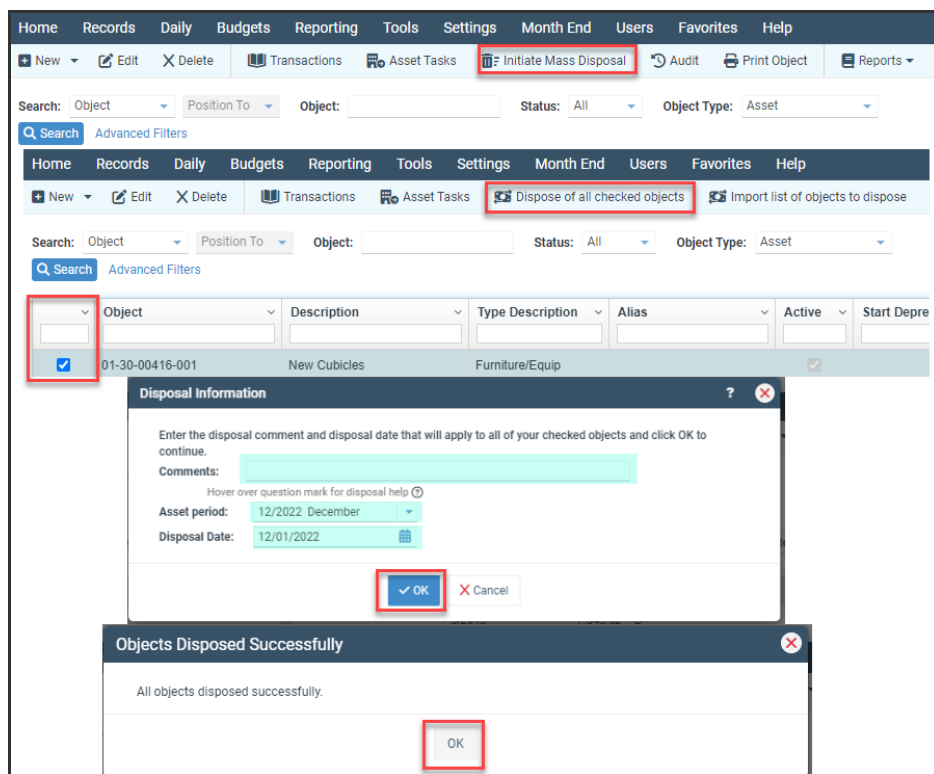 Home Records Daily Budgets Reporting Tools Settings Month End Users Favorites Help
New Edit Delete Transactions Asset Tasks Initiate Mass Disposal Audit Print Object Reports
Search: Object Position To Object: Status: All Object Type: Asset
Search Advanced Filters
Home Records Daily Budgets Reporting Tools Settings Month End Users Favorites Help
New Edit Delete Transactions Asset Tasks Dispose of all checked objects Import list of objects to dispose
Search: Object Position To Object: Status: All Object Type: Asset
Search Advanced Filters
Object Description Type Description Alias Active Start Depre
01-30-00416-001 New Cubicles Furniture/Equip
Disposal Information ?
Enter the disposal comment and disposal date that will apply to all of your checked objects and click OK to
continue.
Comments:
Hover over question mark for disposal help ?
Asset period: 12/2022 December
Disposal Date: 12/01/2022
OK Cancel
Objects Disposed Successfully
All objects disposed successfully.
OK